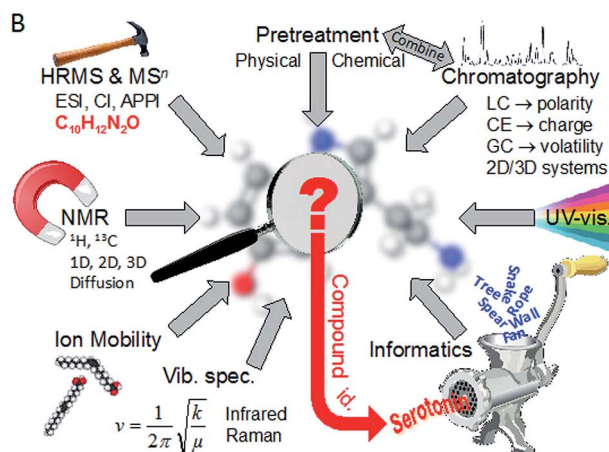 B
Pretreatment
Physical Chemical
Combine
HRMS & MSⁿ
ESI, CI, APPI
C₁₀H₁₂N₂O
Chromatography
LC → polarity
CE → charge
GC → volatility
2D/3D systems
?
NMR
¹H, ¹³C
1D, 2D, 3D
Diffusion
UV-vis.
Ion Mobility
Vib. spec.
Infrared
Raman
ν = 1/2π √k/μ
Compound id.
Informatics
Snake
Tree
Rope
Spear
Wall
Fan
Serotonin